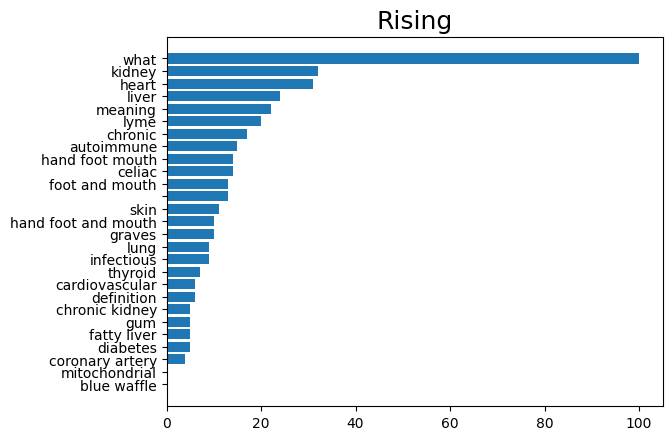 Rising
what
kidney
heart
liver
meaning
lyme
chronic
autoimmune
hand foot mouth
celiac
foot and mouth
skin
hand foot and mouth
graves
lung
infectious
thyroid
cardiovascular
definition
chronic kidney
gum
fatty liver
diabetes
coronary artery
mitochondrial
blue waffle
0 20 40 60 80 100